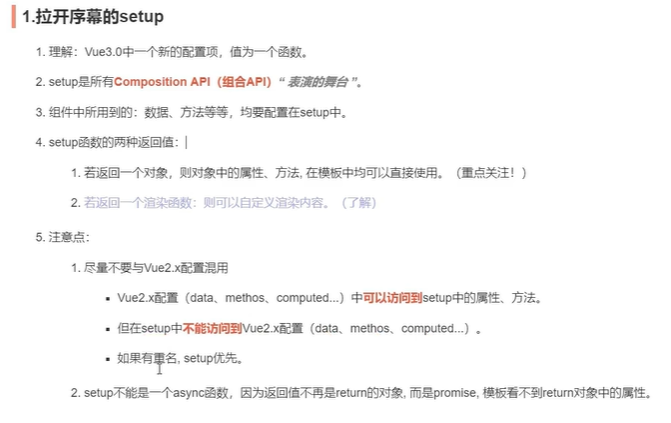 1.拉开序幕的setup
1. 理解：Vue3.0中一个新的配置项，值为一个函数。
2. setup是所有Composition API（组合API）“ 表演的舞台 ”。
3. 组件中所用到的：数据、方法等等，均要配置在setup中。
4. setup函数的两种返回值：
1. 若返回一个对象，则对象中的属性、方法, 在模板中均可以直接使用。（重点关注！）
2. 若返回一个渲染函数：则可以自定义渲染内容。（了解）
5. 注意点：
1. 尽量不要与Vue2.x配置混用
▪ Vue2.x配置（data、methos、computed...）中可以访问到setup中的属性、方法。
▪ 但在setup中不能访问到Vue2.x配置（data、methos、computed...）。
▪ 如果有重名, setup优先。
2. setup不能是一个async函数，因为返回值不再是return的对象, 而是promise, 模板看不到return对象中的属性。